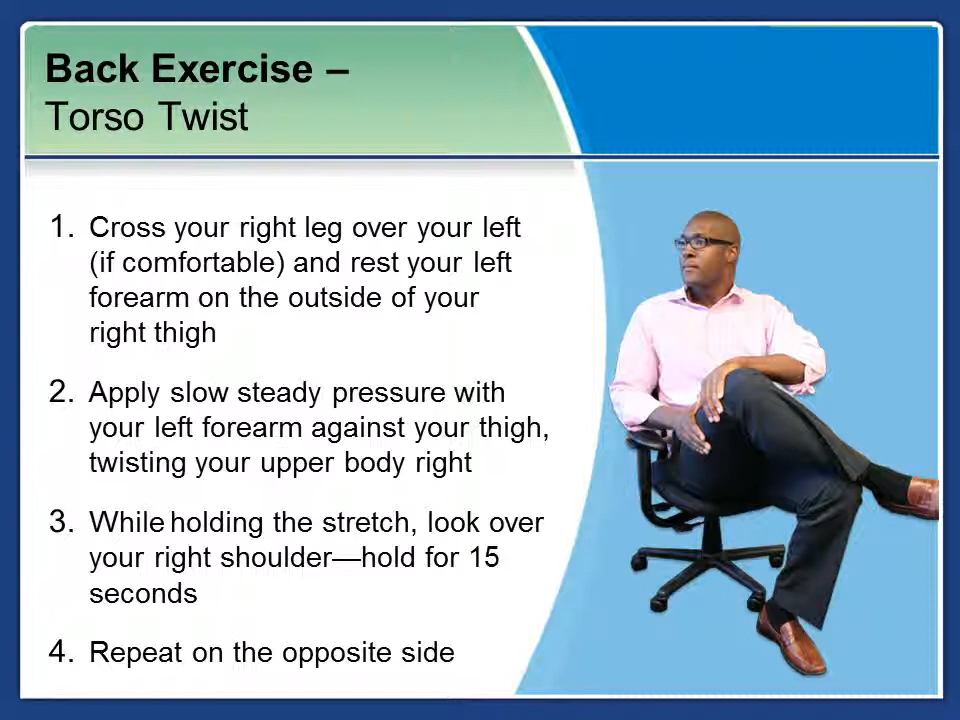 Back Exercise –
Torso Twist
1. Cross your right leg over your left
(if comfortable) and rest your left
forearm on the outside of your
right thigh
2. Apply slow steady pressure with
your left forearm against your thigh,
twisting your upper body right
3. While holding the stretch, look over
your right shoulder—hold for 15
seconds
4. Repeat on the opposite side